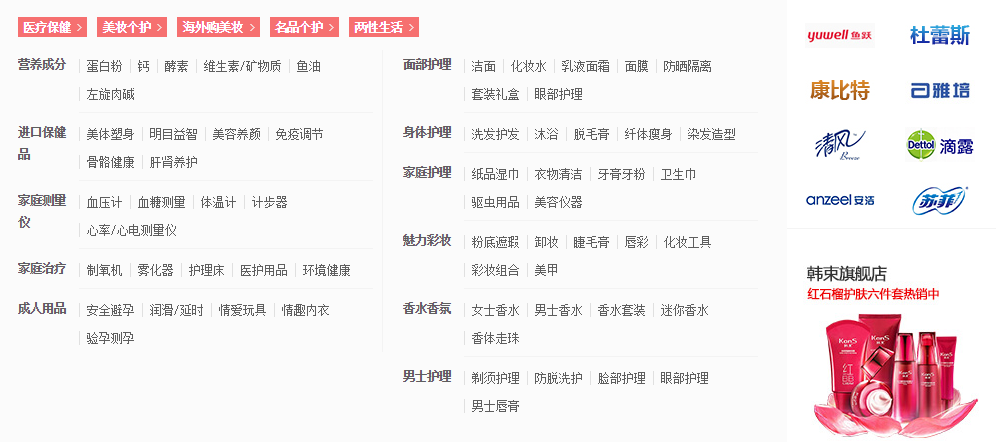 医疗保健 > 美妆个护 > 海外购美妆 > 名品个护 > 两性生活 >
营养成分 蛋白粉 钙 酵素 维生素/矿物质 鱼油
左旋肉碱
进口保健品 美体塑身 明目益智 美容养颜 免疫调节
骨骼健康 肝肾养护
家庭测量仪 血压计 血糖测量 体温计 计步器
心率/心电测量仪
家庭治疗 制氧机 雾化器 护理床 医护用品 环境健康
成人用品 安全避孕 润滑/延时 情爱玩具 情趣内衣
验孕测孕
面部护理 洁面 化妆水 乳液面霜 面膜 防晒隔离
套装礼盒 眼部护理
身体护理 洗发护发 沐浴 脱毛膏 纤体瘦身 染发造型
家庭护理 纸品湿巾 衣物清洁 牙膏牙粉 卫生巾
驱虫用品 美容仪器
魅力彩妆 粉底遮瑕 卸妆 睫毛膏 唇彩 化妆工具
彩妆组合 美甲
香水香氛 女士香水 男士香水 香水套装 迷你香水
香体走珠
男士护理 剃须护理 防脱洗护 脸部护理 眼部护理
男士唇膏
yuwell 鱼跃 杜蕾斯
康比特 雅培
清风 Breeze Dettol 滴露
anzeel 安洁 苏菲
韩束旗舰店
红石榴护肤六件套热销中
KanS
KanS
红